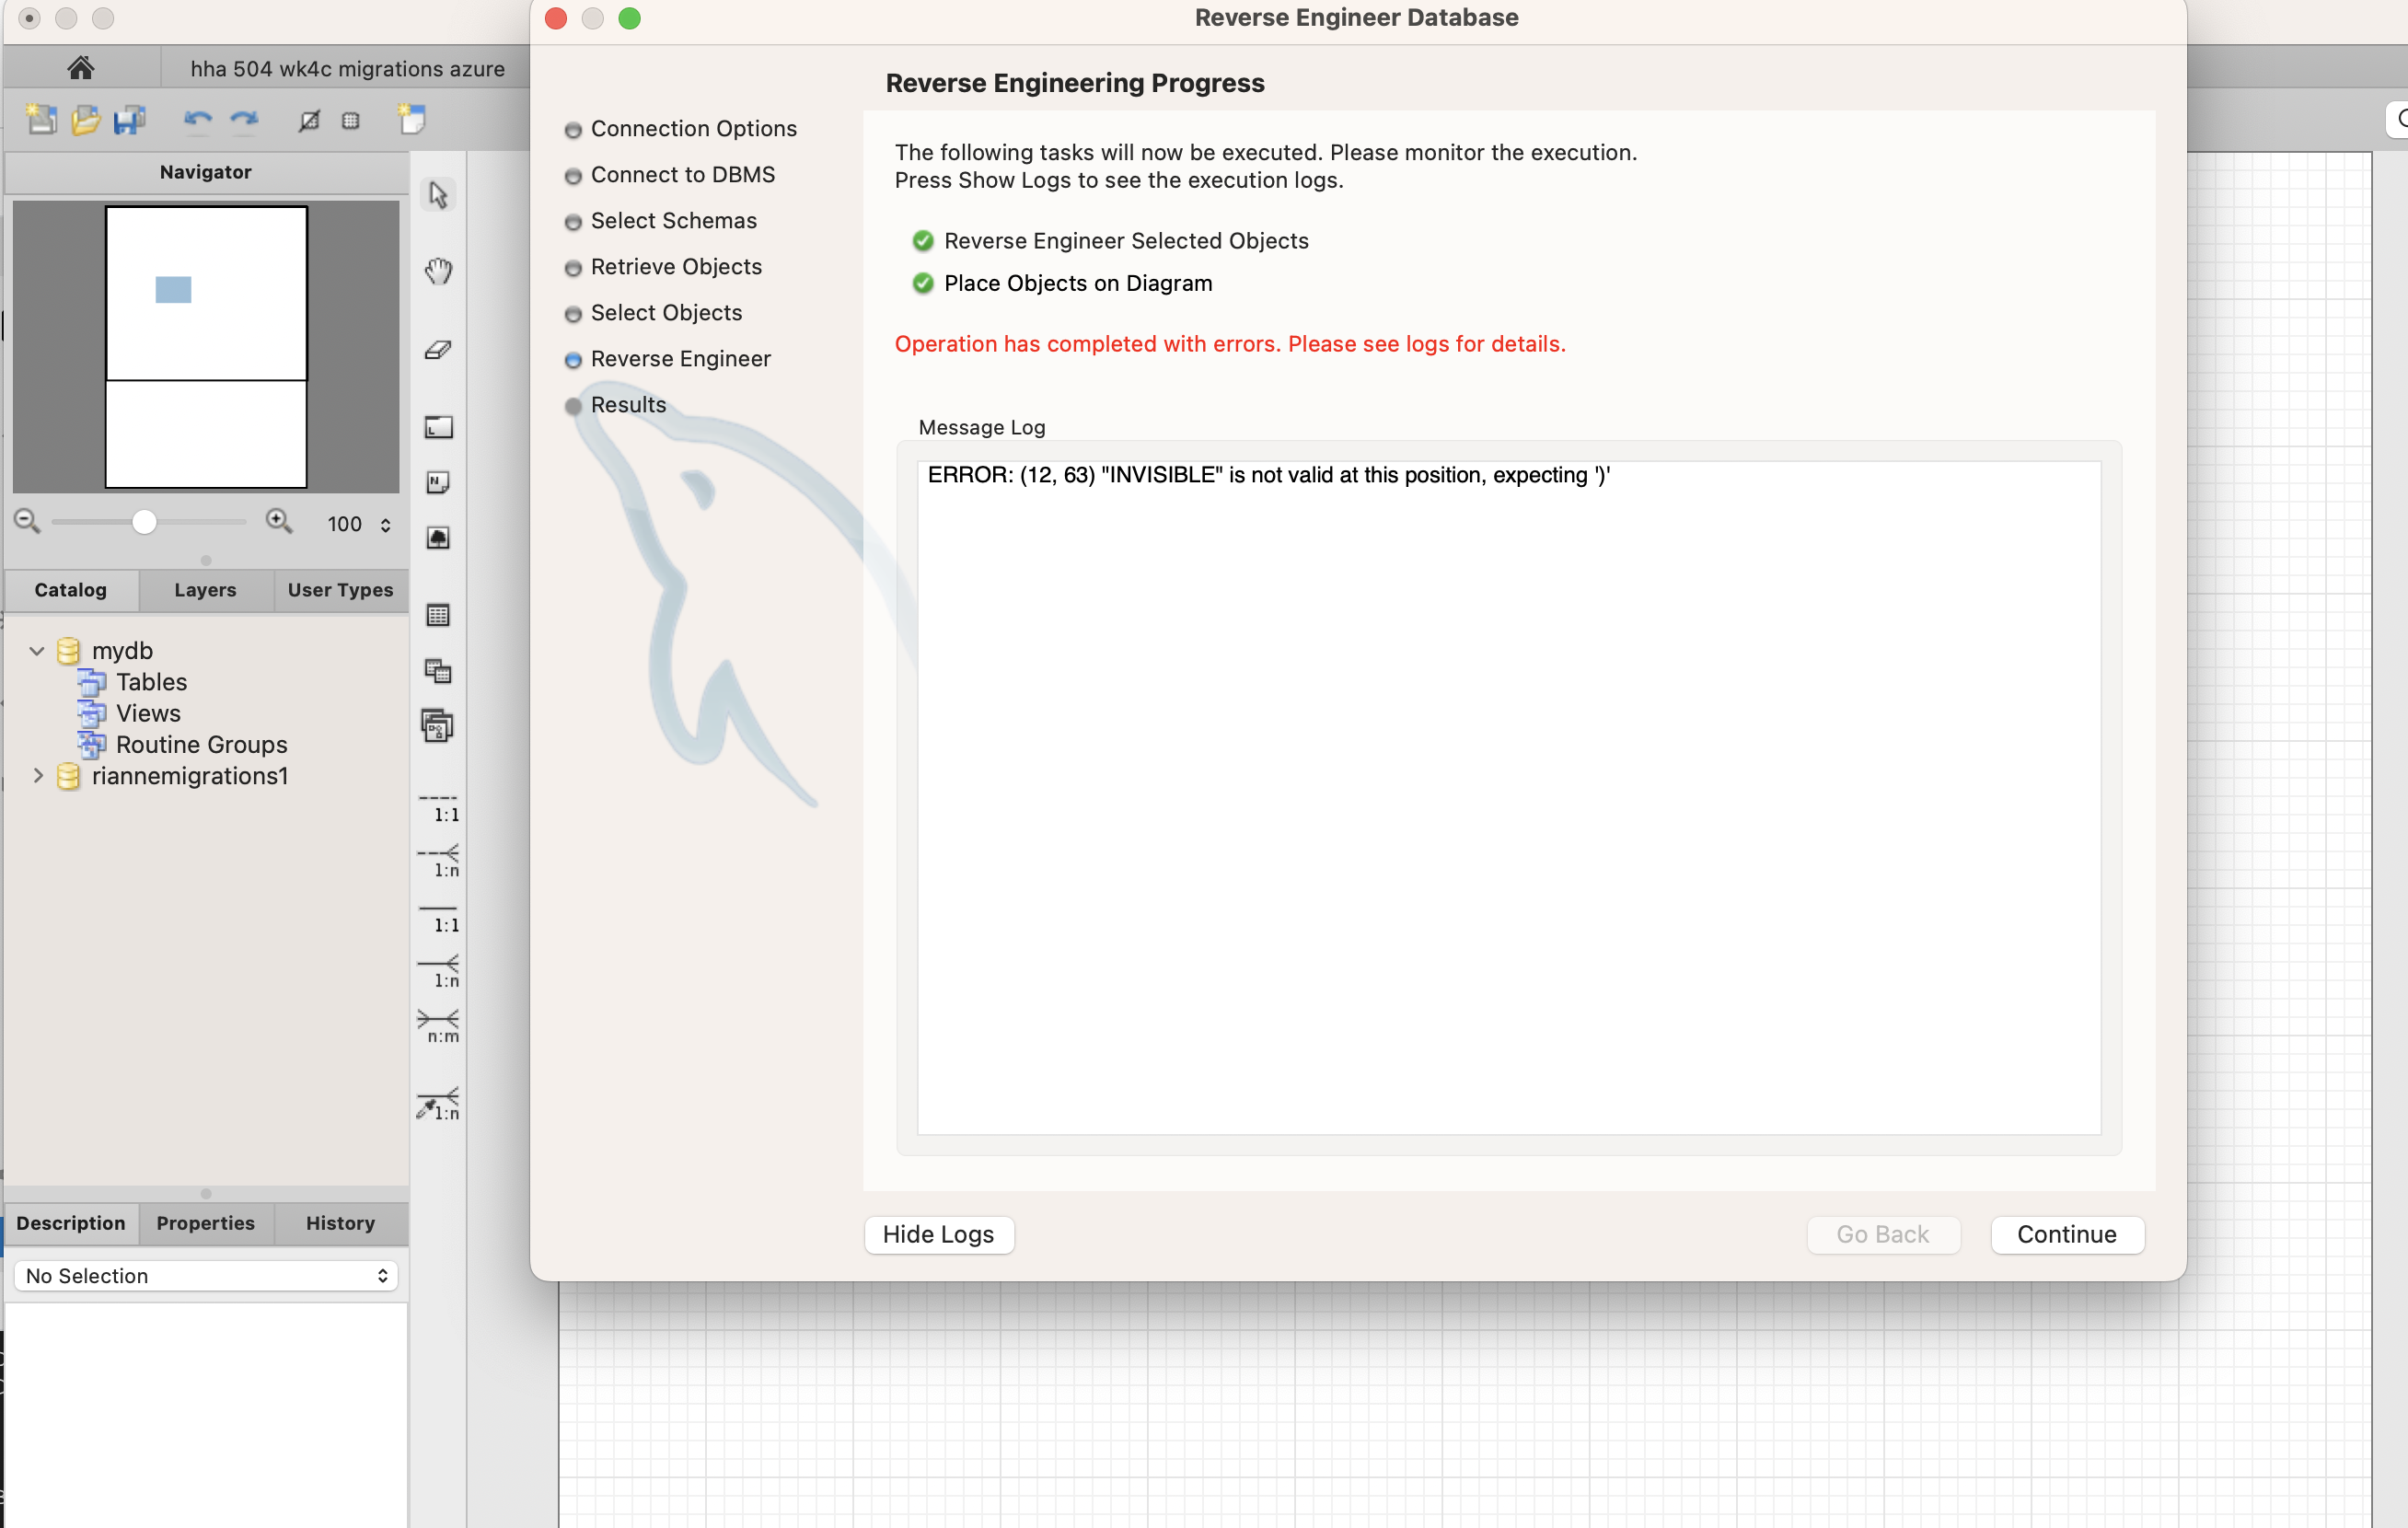 Reverse Engineer Database
hha 504 wk4c migrations azure
Navigator
100
Catalog
Layers
User Types
mydb
Tables
Views
Routine Groups
riannemigrations1
Description
Properties
History
No Selection
L
N
1:1
1:n
1:1
1:n
n:m
1:n
Connection Options
Connect to DBMS
Select Schemas
Retrieve Objects
Select Objects
Reverse Engineer
Results
Reverse Engineering Progress
The following tasks will now be executed. Please monitor the execution.
Press Show Logs to see the execution logs.
Reverse Engineer Selected Objects
Place Objects on Diagram
Operation has completed with errors. Please see logs for details.
Message Log
ERROR: (12, 63) "INVISIBLE" is not valid at this position, expecting ')'
Hide Logs
Go Back
Continue